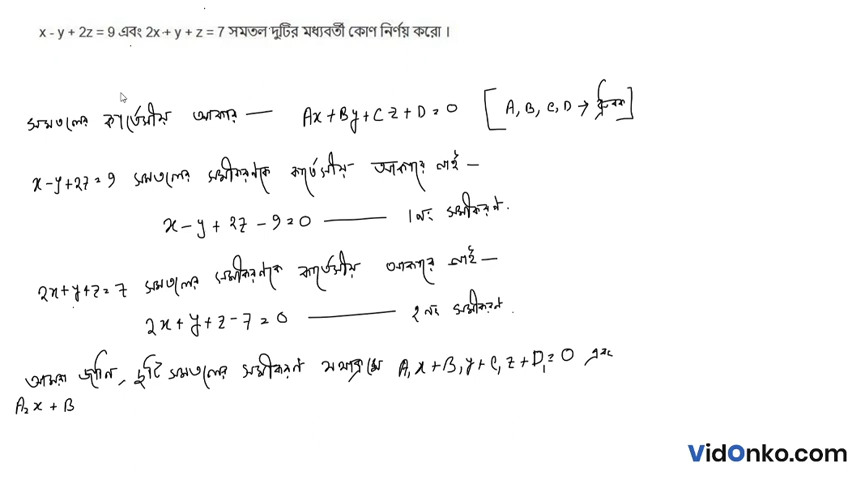 x - y + 2z = 9 এবং 2x + y + z = 7 সমতল দুটির মধ্যবর্তী কোণ নির্ণয় করো ।
সমতলের কার্তেসীয় আকার — Ax+By+Cz+D=0 [A, B, C, D → ধ্রুবক]
x-y+2z=9 সমতলের সমীকরণকে কার্তেসীয় আকারে পাই -
x-y+2z-9=0 —— 1নং সমীকরণ.
2x+y+z=7 সমতলের সমীকরণকে কার্তেসীয় আকারে পাই -
2x+y+z-7=0 —— 2নং সমীকরণ.
আমরা জানি, দুটি সমতলের সমীকরণ যথাক্রমে A₁x+B₁y+C₁z+D₁=0 এবং
A₂x+B
VidOnko.com